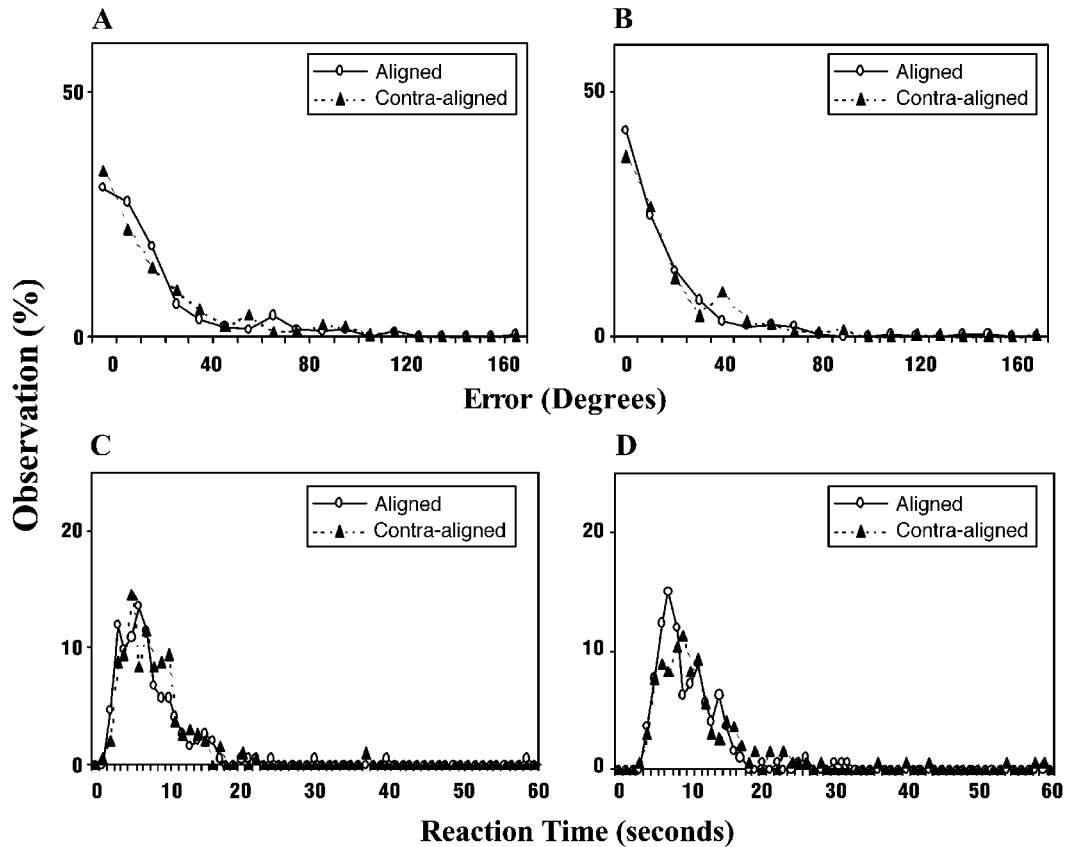 A
50
0
Aligned
Contra-aligned
0 40 80 120 160
B
50
0
Aligned
Contra-aligned
0 40 80 120 160
Error (Degrees)
Observation (%)
C
20
10
0
Aligned
Contra-aligned
0 10 20 30 40 50 60
D
20
10
0
Aligned
Contra-aligned
0 10 20 30 40 50 60
Reaction Time (seconds)